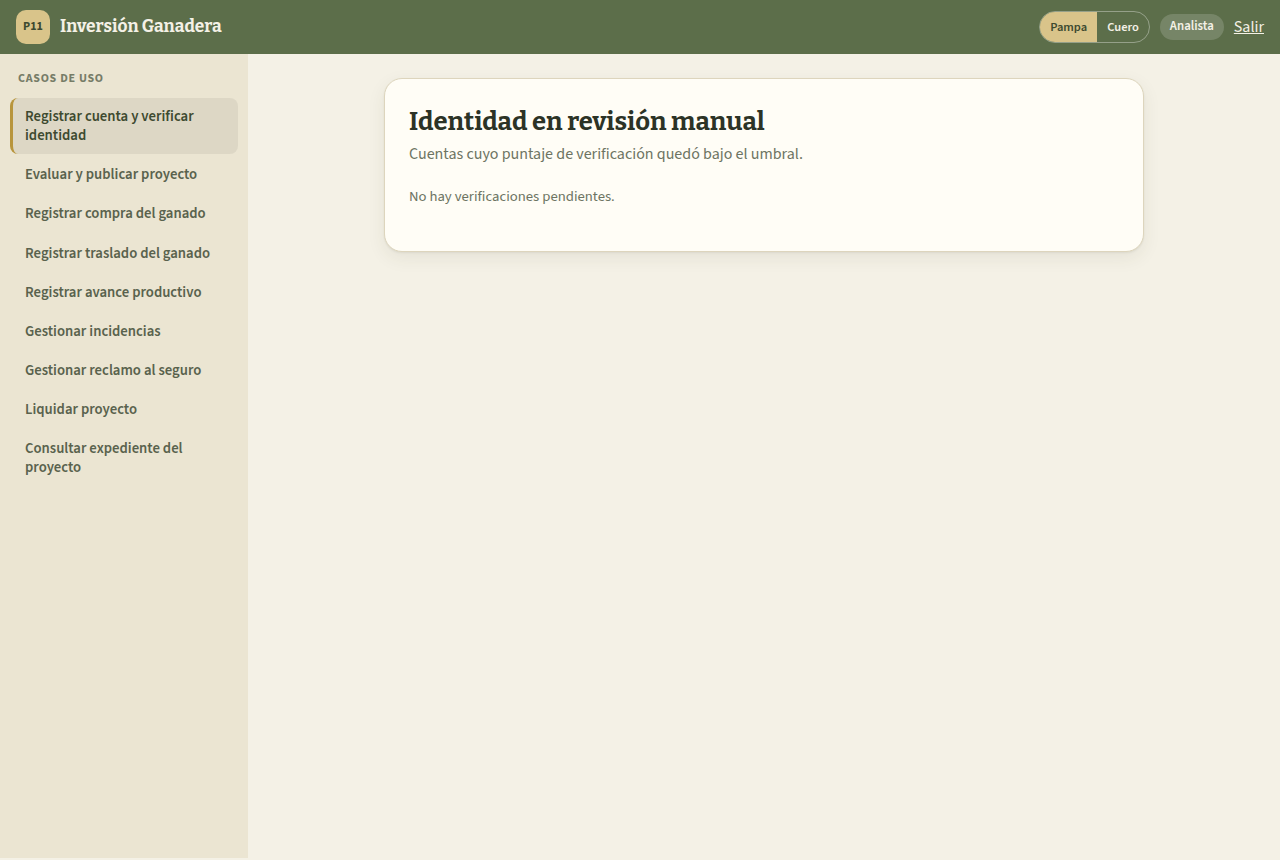 P11
Inversión Ganadera
Pampa
Cuero
Analista
Salir
CASOS DE USO
Registrar cuenta y verificar
identidad
Evaluar y publicar proyecto
Registrar compra del ganado
Registrar traslado del ganado
Registrar avance productivo
Gestionar incidencias
Gestionar reclamo al seguro
Liquidar proyecto
Consultar expediente del
proyecto
Identidad en revisión manual
Cuentas cuyo puntaje de verificación quedó bajo el umbral.
No hay verificaciones pendientes.